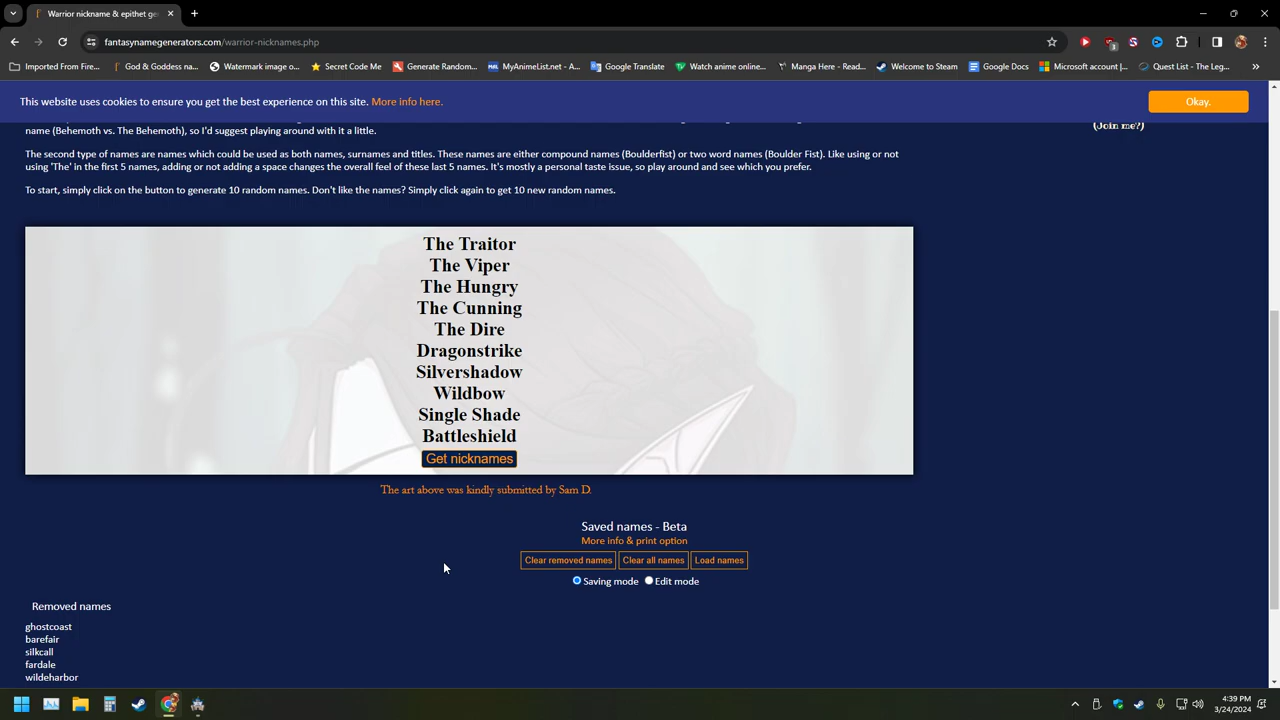 Warrior nickname & epithet ge
fantasynamegenerators.com/warrior-nicknames.php
Imported From Fire...
God & Goddess na...
Watermark image o...
Secret Code Me
Generate Random...
MyAnimeList.net - A...
Google Translate
Watch anime online...
Manga Here - Read...
Welcome to Steam
Google Docs
Microsoft account |...
Quest List - The Leg...
This website uses cookies to ensure you get the best experience on this site. More info here.
Okay.
(Join me?)
name (Behemoth vs. The Behemoth), so I'd suggest playing around with it a little.
The second type of names are names which could be used as both names, surnames and titles. These names are either compound names (Boulderfist) or two word names (Boulder Fist). Like using or not
using 'The' in the first 5 names, adding or not adding a space changes the overall feel of these last 5 names. It's mostly a personal taste issue, so play around and see which you prefer.
To start, simply click on the button to generate 10 random names. Don't like the names? Simply click again to get 10 new random names.
The Traitor
The Viper
The Hungry
The Cunning
The Dire
Dragonstrike
Silvershadow
Wildbow
Single Shade
Battleshield
Get nicknames
The art above was kindly submitted by Sam D.
Saved names - Beta
More info & print option
Clear removed names
Clear all names
Load names
Saving mode
Edit mode
Removed names
ghostcoast
barefair
silkcall
fardale
wildeharbor
4:39 PM
3/24/2024